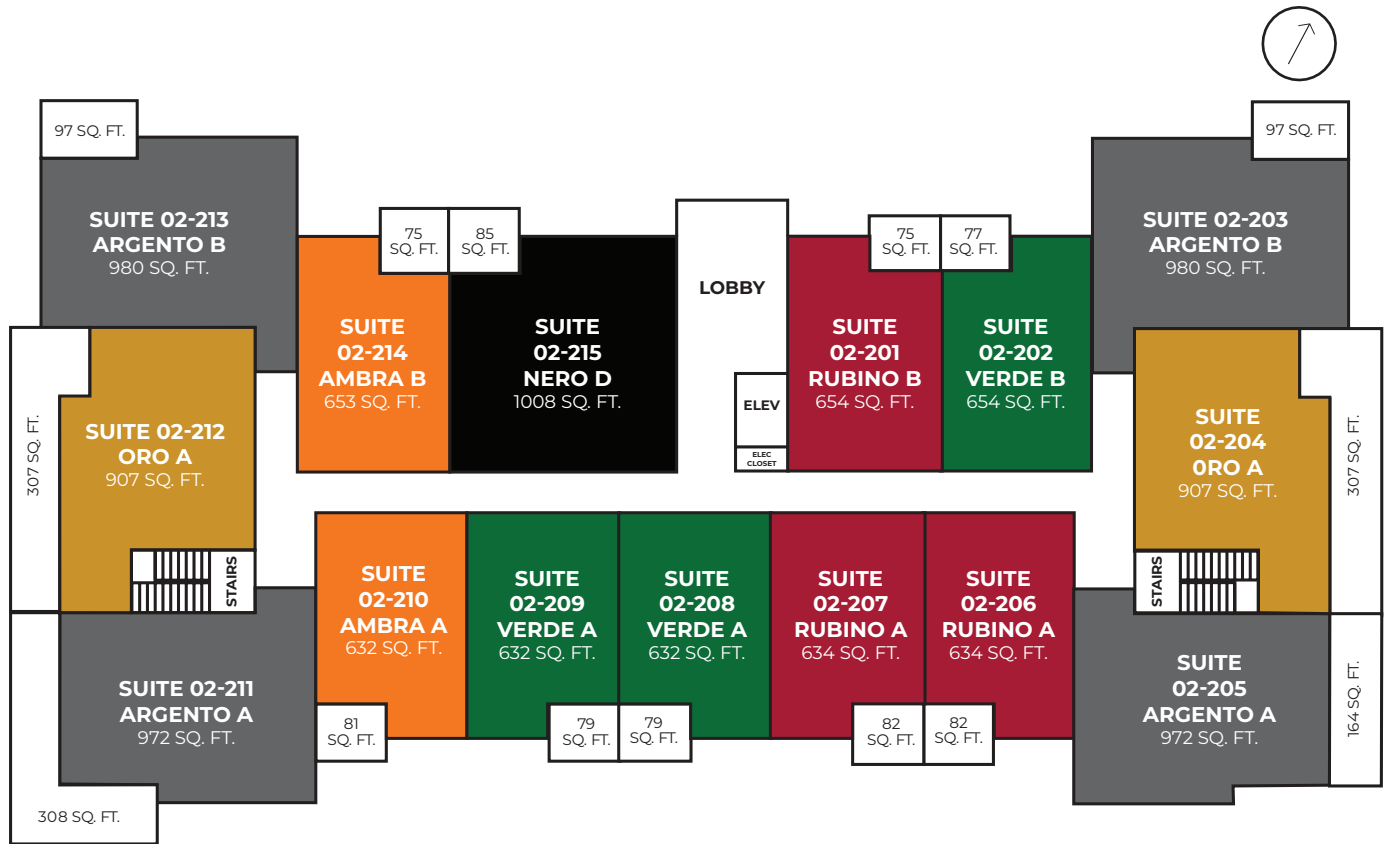 97 SQ. FT.
97 SQ. FT.
SUITE 02-213
ARGENTO B
980 SQ. FT.
SUITE 02-203
ARGENTO B
980 SQ. FT.
75
SQ. FT.
85
SQ. FT.
75
SQ. FT.
77
SQ. FT.
LOBBY
SUITE
02-214
AMBRA B
653 SQ. FT.
SUITE
02-215
NERO D
1008 SQ. FT.
SUITE
02-201
RUBINO B
654 SQ. FT.
SUITE
02-202
VERDE B
654 SQ. FT.
ELEV
ELEC
CLOSET
307 SQ. FT.
SUITE 02-212
ORO A
907 SQ. FT.
SUITE
02-204
0RO A
907 SQ. FT.
307 SQ. FT.
STAIRS
STAIRS
SUITE
02-210
AMBRA A
632 SQ. FT.
SUITE
02-209
VERDE A
632 SQ. FT.
SUITE
02-208
VERDE A
632 SQ. FT.
SUITE
02-207
RUBINO A
634 SQ. FT.
SUITE
02-206
RUBINO A
634 SQ. FT.
SUITE 02-211
ARGENTO A
972 SQ. FT.
SUITE
02-205
ARGENTO A
972 SQ. FT.
164 SQ. FT.
81
SQ. FT.
79
SQ. FT.
79
SQ. FT.
82
SQ. FT.
82
SQ. FT.
308 SQ. FT.